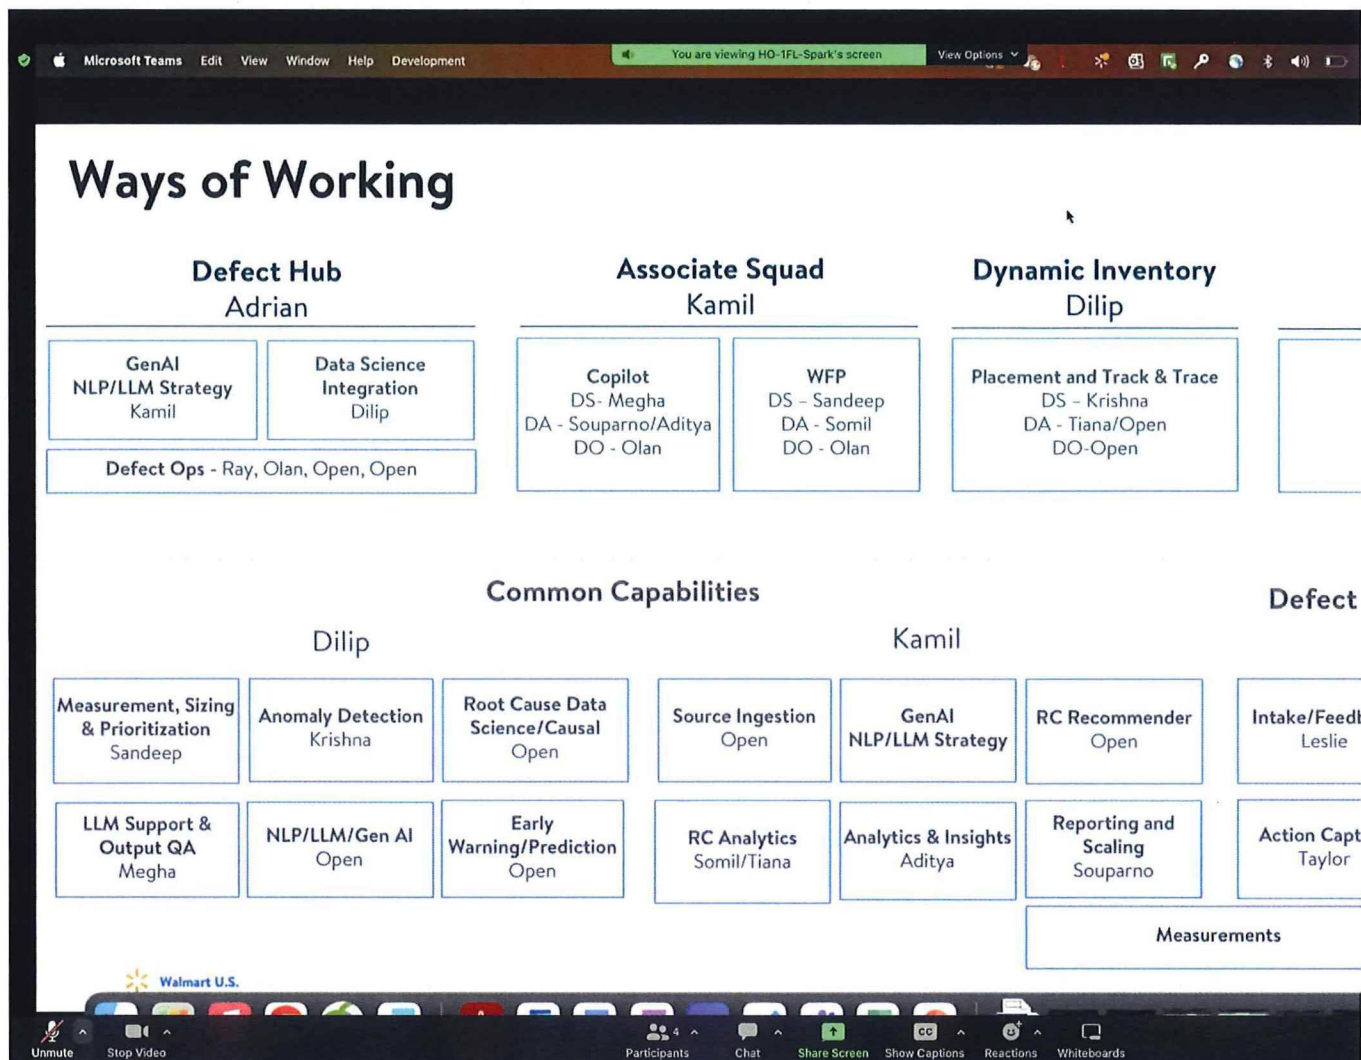 Microsoft Teams Edit View Window Help Development
You are viewing HO-1FL-Spark's screen
View Options
Ways of Working
Defect Hub
Adrian
GenAI
NLP/LLM Strategy
Kamil
Data Science
Integration
Dilip
Defect Ops - Ray, Olan, Open, Open
Associate Squad
Kamil
Copilot
DS- Megha
DA - Souparno/Aditya
DO - Olan
WFP
DS – Sandeep
DA - Somil
DO - Olan
Dynamic Inventory
Dilip
Placement and Track & Trace
DS – Krishna
DA - Tiana/Open
DO-Open
Common Capabilities
Dilip
Measurement, Sizing
& Prioritization
Sandeep
Anomaly Detection
Krishna
Root Cause Data
Science/Causal
Open
LLM Support &
Output QA
Megha
NLP/LLM/Gen AI
Open
Early
Warning/Prediction
Open
Kamil
Source Ingestion
Open
GenAI
NLP/LLM Strategy
RC Recommender
Open
RC Analytics
Somil/Tiana
Analytics & Insights
Aditya
Reporting and
Scaling
Souparno
Defect
Intake/Feedb
Leslie
Action Capt
Taylor
Measurements
Walmart U.S.
Unmute
Stop Video
4
Participants
Chat
Share Screen
CC
Show Captions
Reactions
Whiteboards